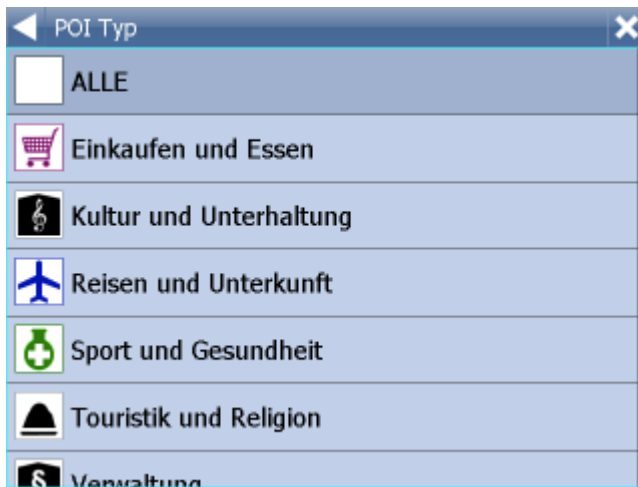 POI Typ
ALLE
Einkaufen und Essen
Kultur und Unterhaltung
Reisen und Unterkunft
Sport und Gesundheit
Touristik und Religion
§ Verwaltung